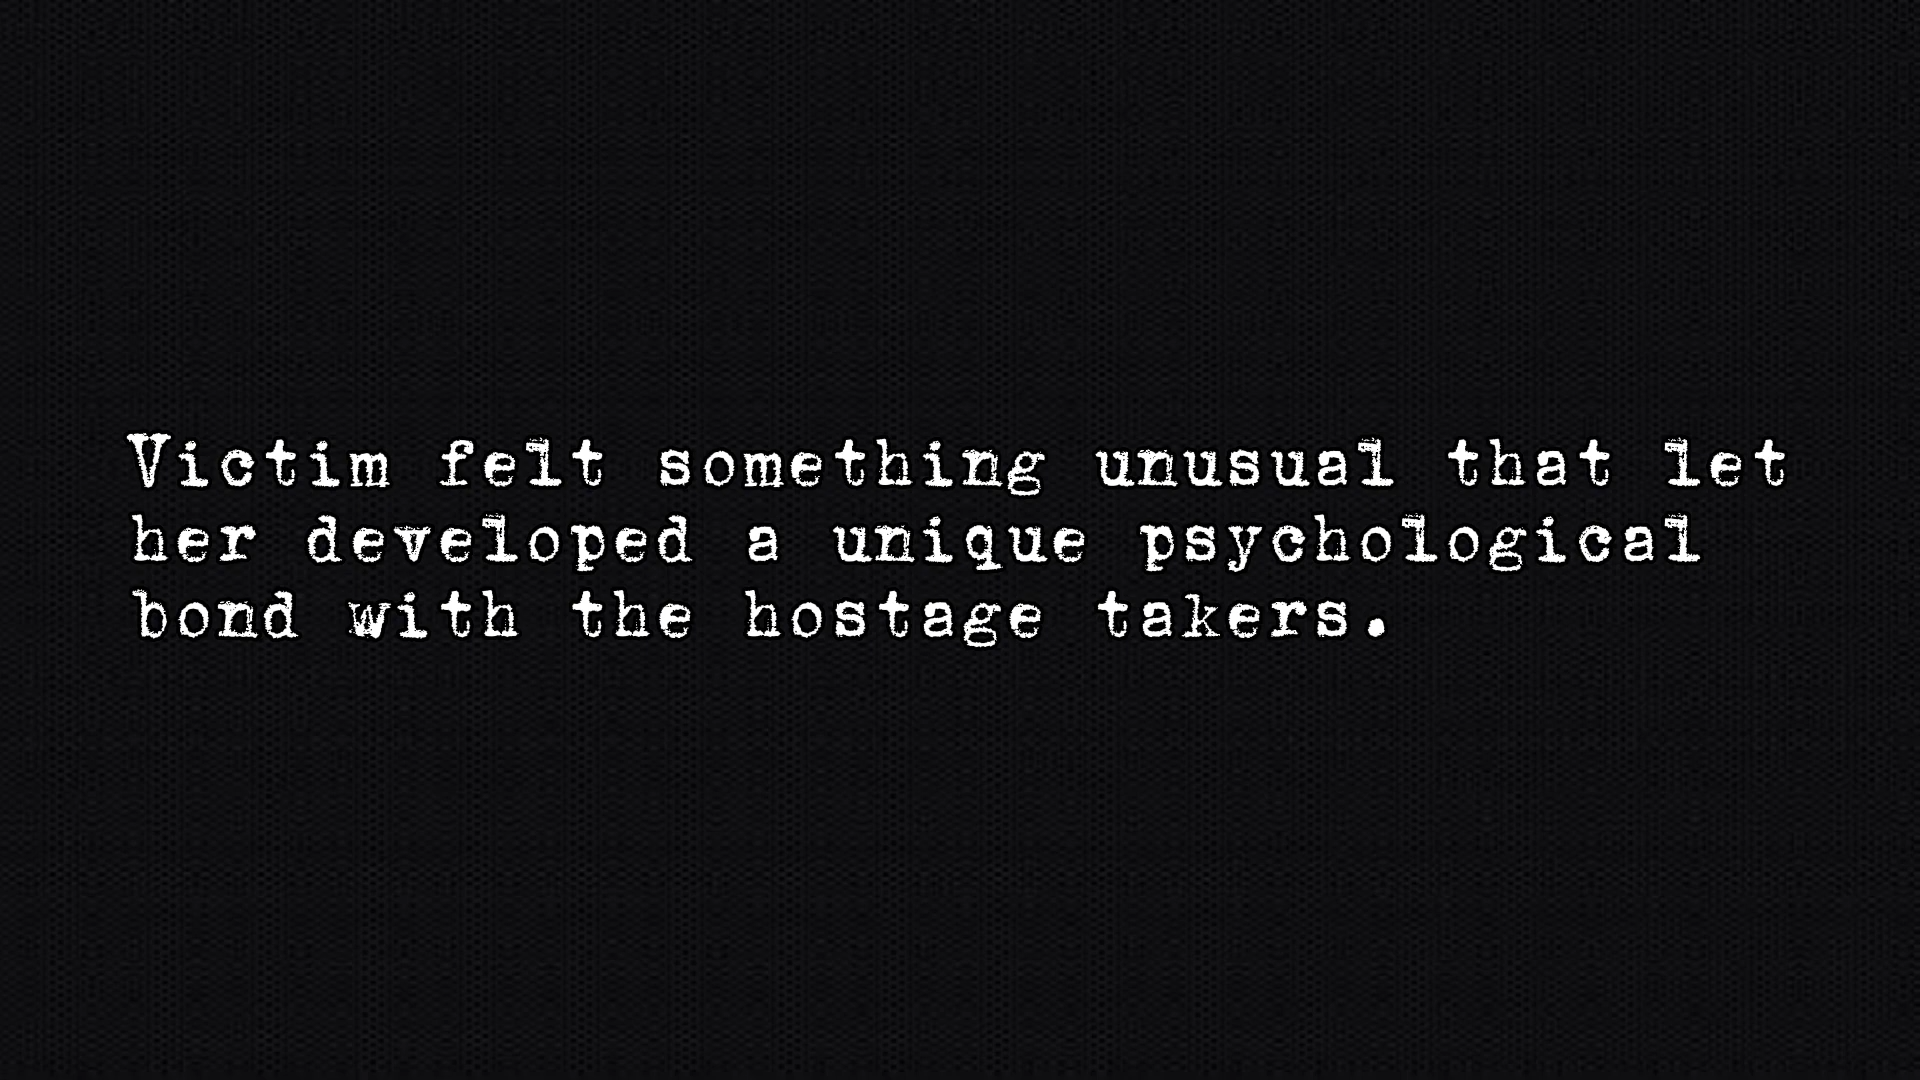 Victim felt something unusual that let
her developed a unique psychological
bond with the hostage takers.